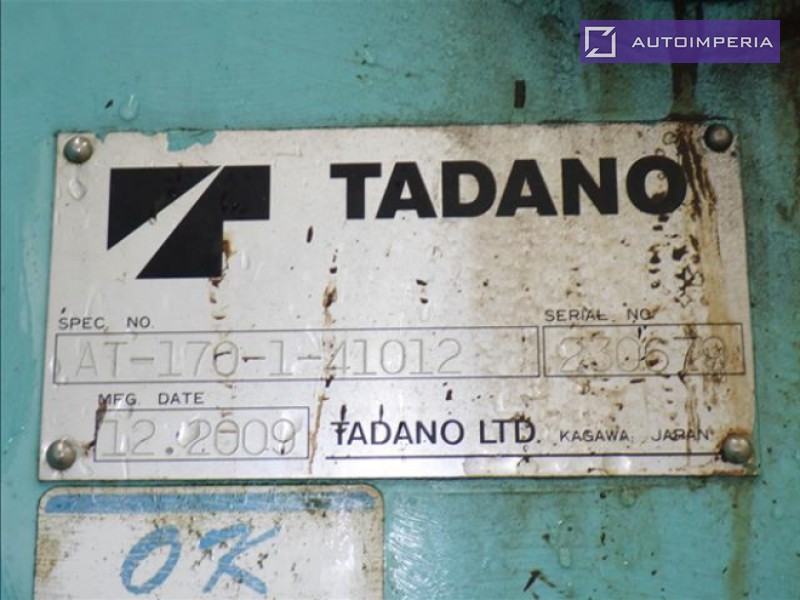 AUTOIMPERIA
TADANO
SPEC. NO.
SERIAL NO.
AT-170-1-41012
230679
MFG. DATE
12.2009
TADANO LTD. KAGAWA JAPAN
OK